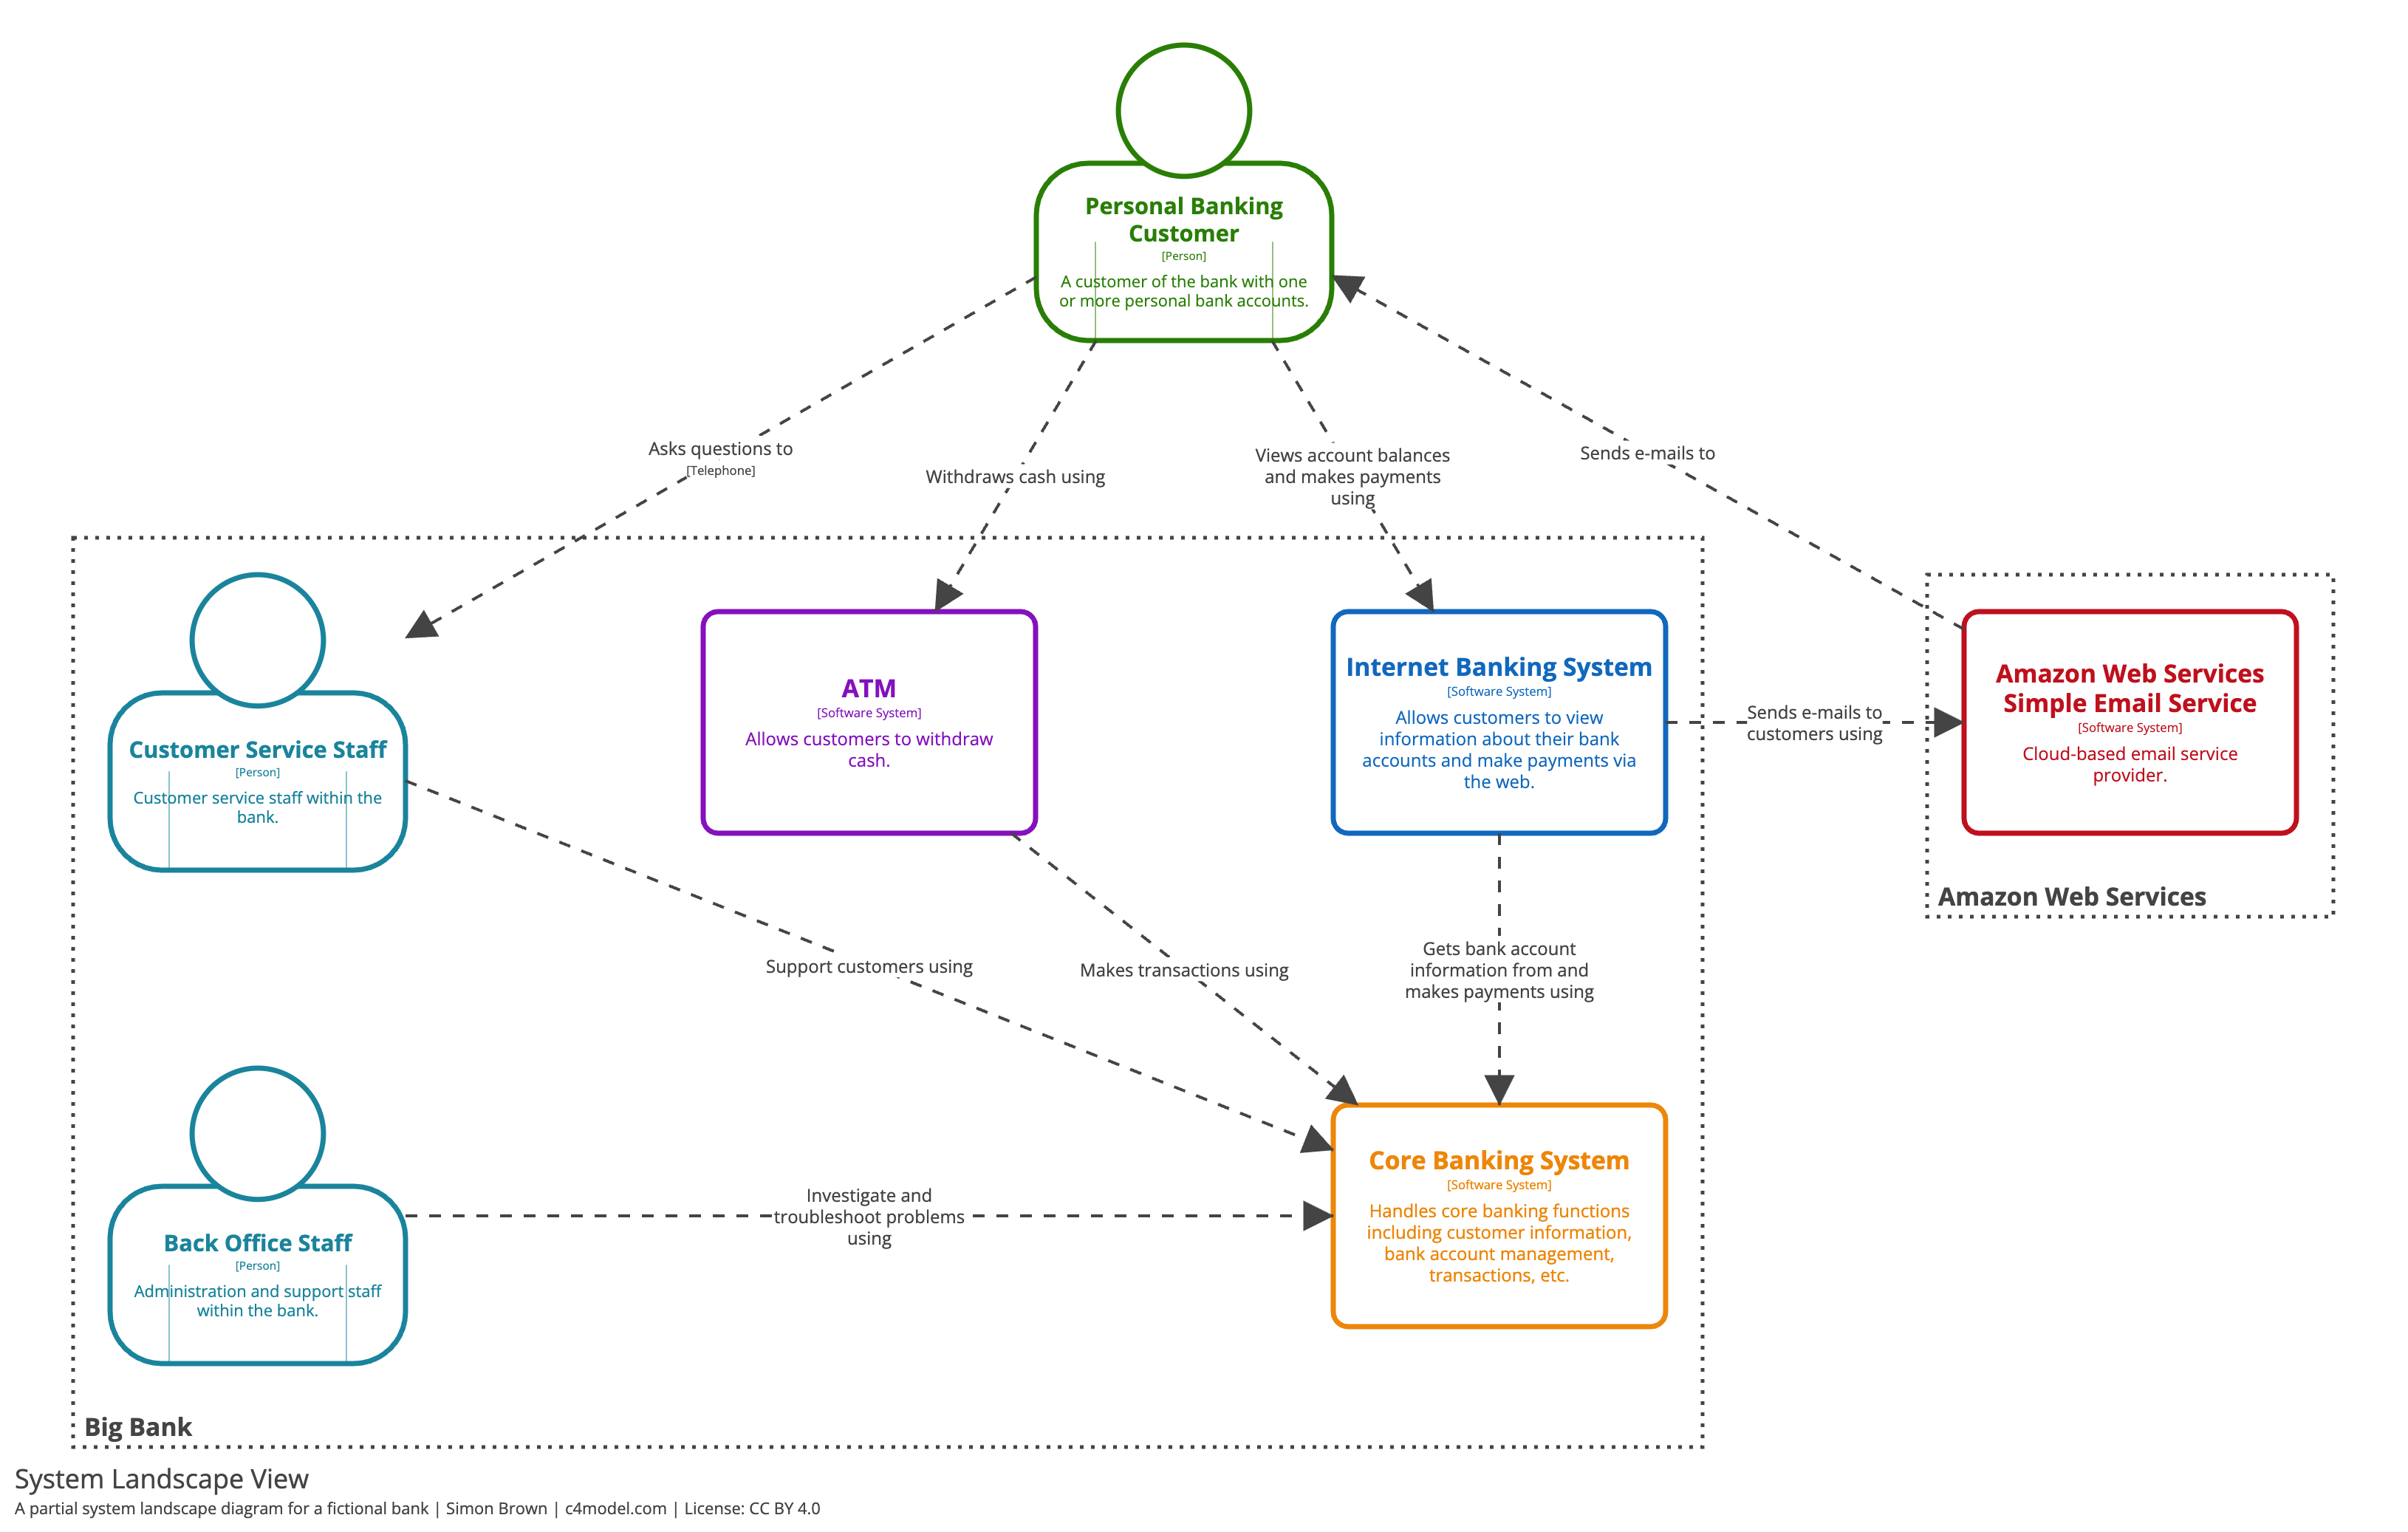 Personal Banking
Customer
[Person]
A customer of the bank with one
or more personal bank accounts.
Asks questions to
[Telephone]
Withdraws cash using
Views account balances
and makes payments
using
Sends e-mails to
Customer Service Staff
[Person]
Customer service staff within the
bank.
ATM
[Software System]
Allows customers to withdraw
cash.
Internet Banking System
[Software System]
Allows customers to view
information about their bank
accounts and make payments via
the web.
Sends e-mails to
customers using
Amazon Web Services
Simple Email Service
[Software System]
Cloud-based email service
provider.
Amazon Web Services
Support customers using
Makes transactions using
Gets bank account
information from and
makes payments using
Back Office Staff
[Person]
Administration and support staff
within the bank.
Investigate and
troubleshoot problems
using
Core Banking System
[Software System]
Handles core banking functions
including customer information,
bank account management,
transactions, etc.
Big Bank
System Landscape View
A partial system landscape diagram for a fictional bank | Simon Brown | c4model.com | License: CC BY 4.0